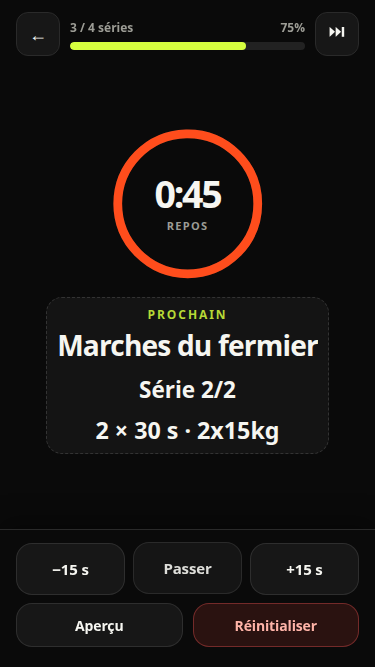 ←
3 / 4 séries
75%
0:45
REPOS
PROCHAIN
Marches du fermier
Série 2/2
2 × 30 s · 2x15kg
−15 s
Passer
+15 s
Aperçu
Réinitialiser